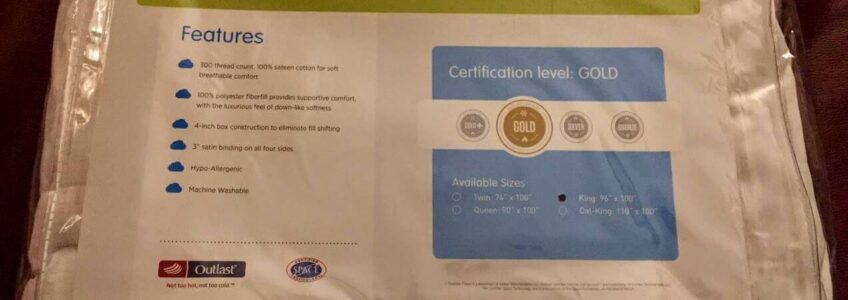 Features
300 thread count, 100% sateen cotton for soft
breathable comfort
100% polyester fiberfill provides supportive comfort,
with the luxurious feel of down-like softness
4-inch box construction to eliminate fill shifting
3" satin binding on all four sides
Hypo-Allergenic
Machine Washable
Outlast
Not too hot, not too cold.™
SPACE
Certification level: GOLD
GOLD+
GOLD
SILVER
BRONZE
Available Sizes
Twin: 74" x 100"
King: 96" x 100"
Queen: 90" x 100"
Cal-King: 110" x 100"